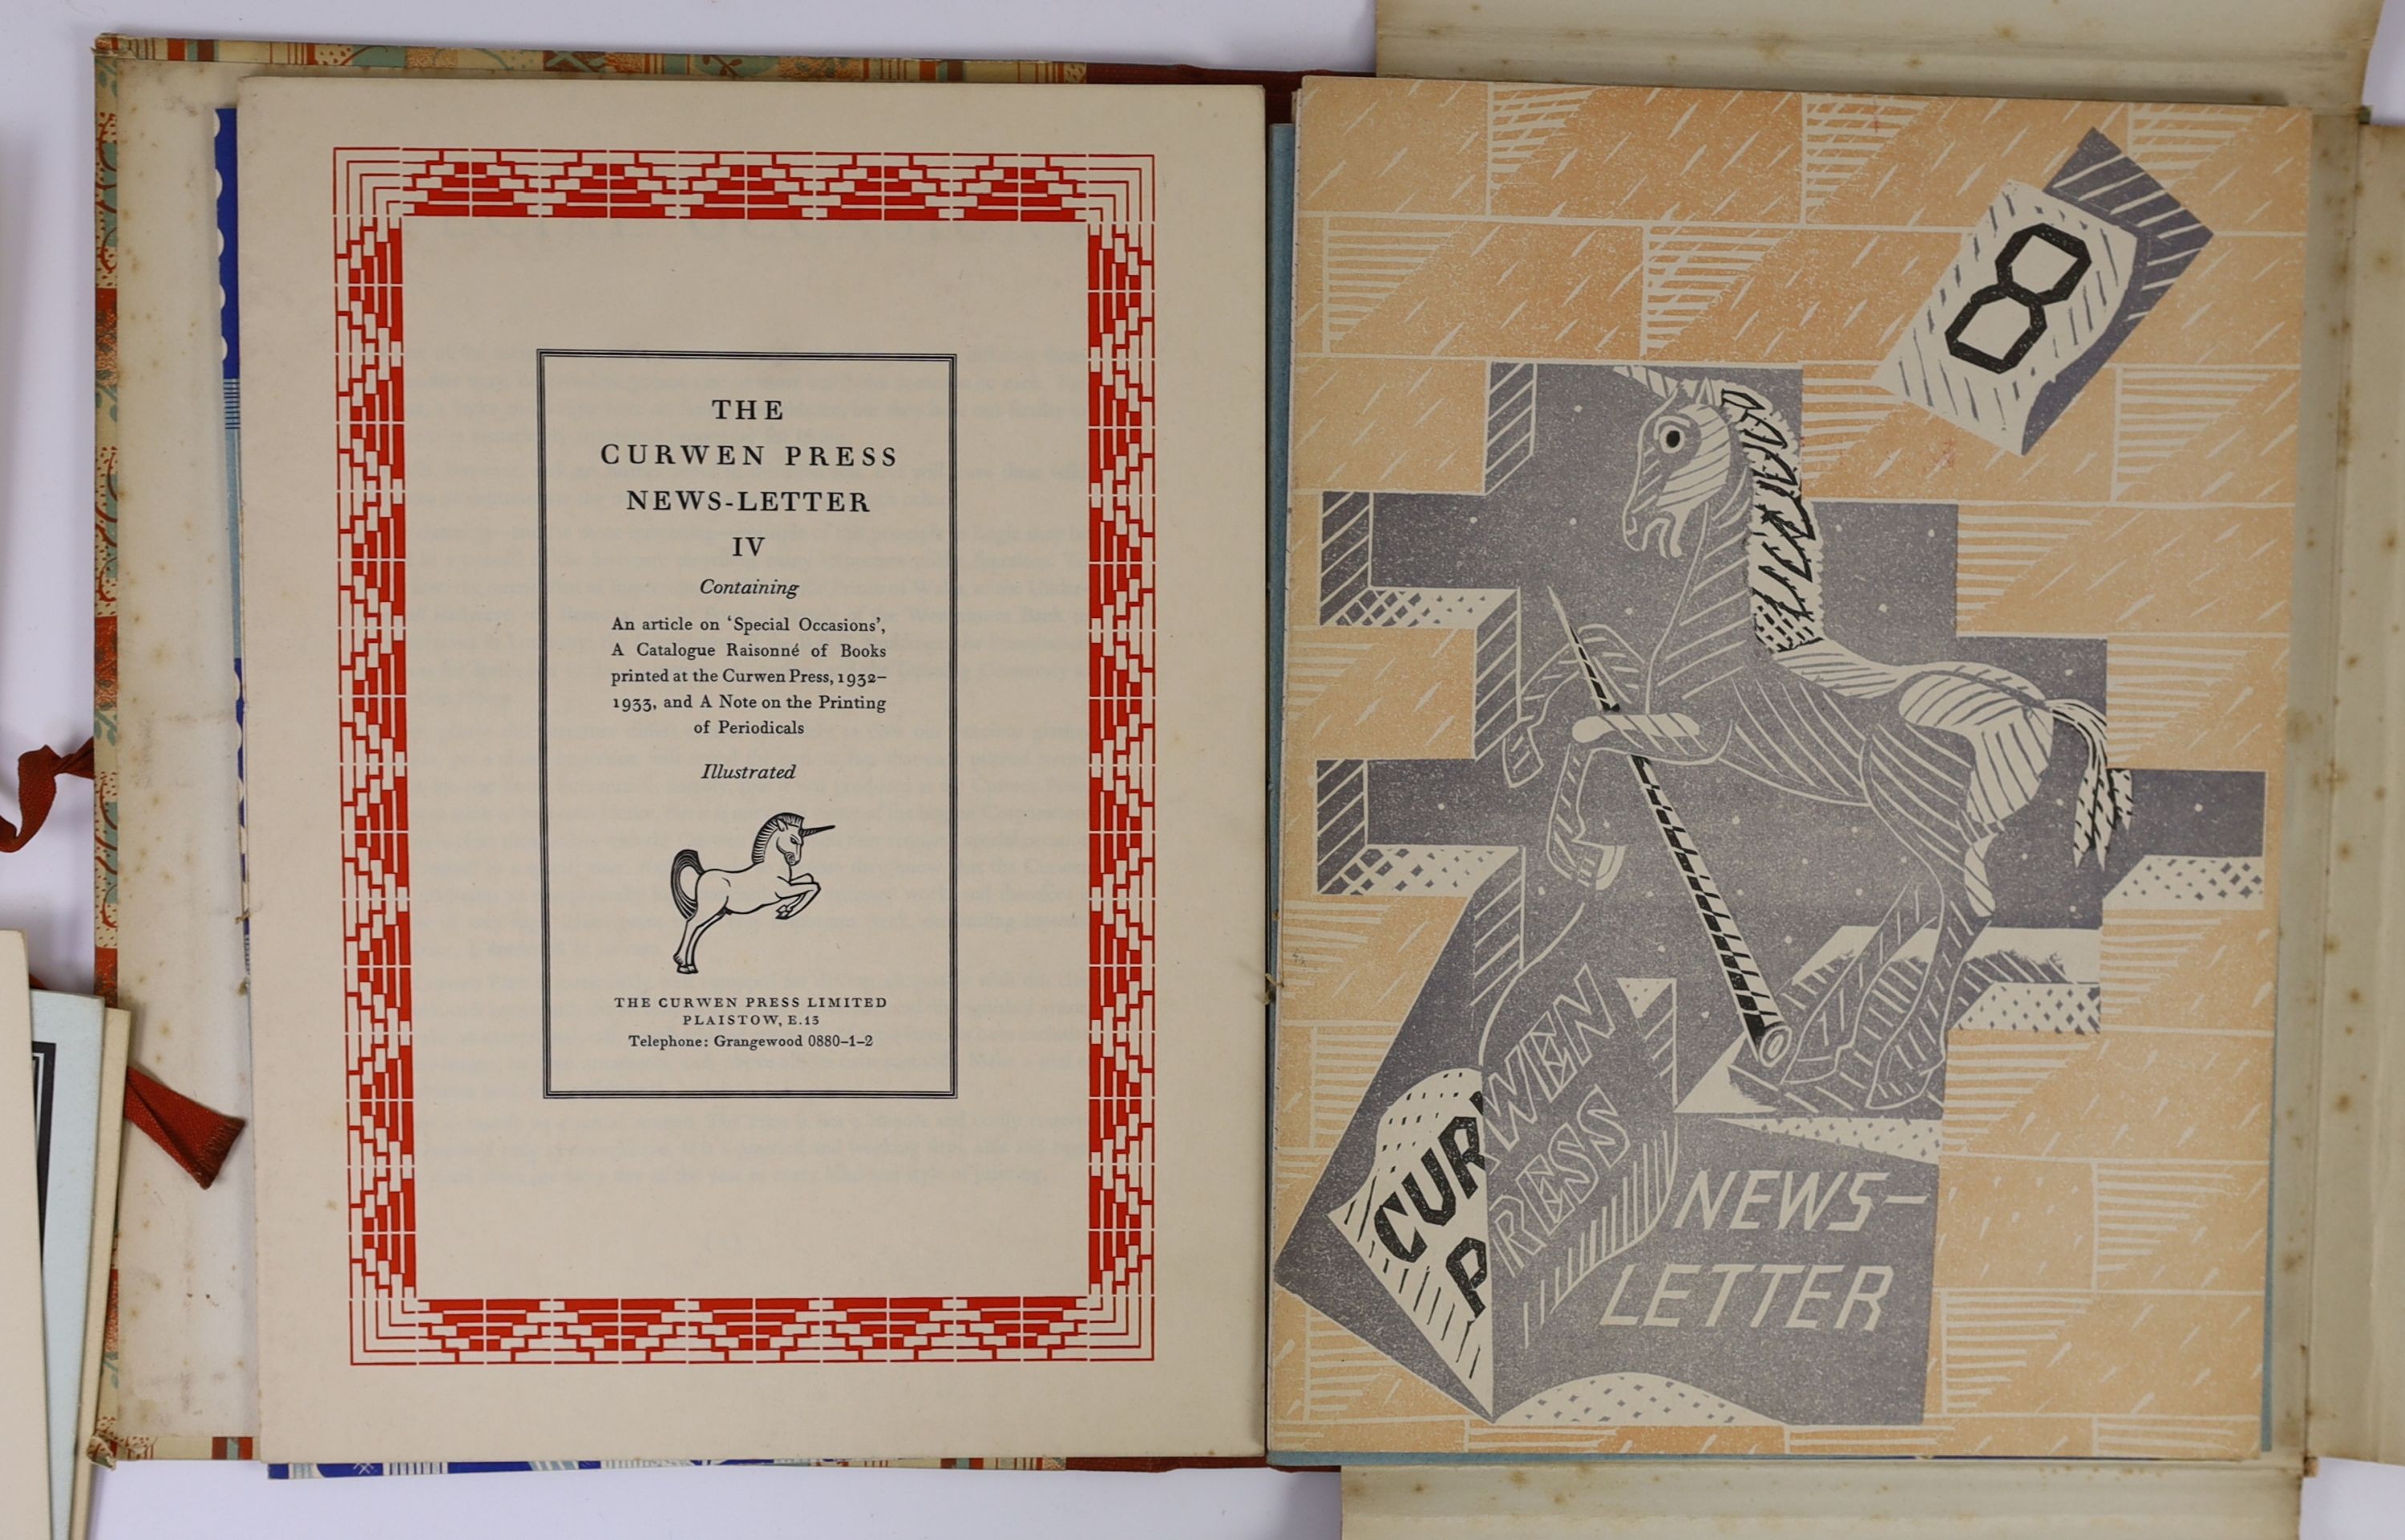 THE
CURWEN PRESS
NEWS-LETTER
IV
Containing
An article on ‘Special Occasions’,
A Catalogue Raisonné of Books
printed at the Curwen Press, 1932–
1933, and A Note on the Printing
of Periodicals
Illustrated
THE CURWEN PRESS LIMITED
PLAISTOW, E.13
Telephone: Grangewood 0880–1–2
8
CURWEN
PRESS
NEWS-
LETTER